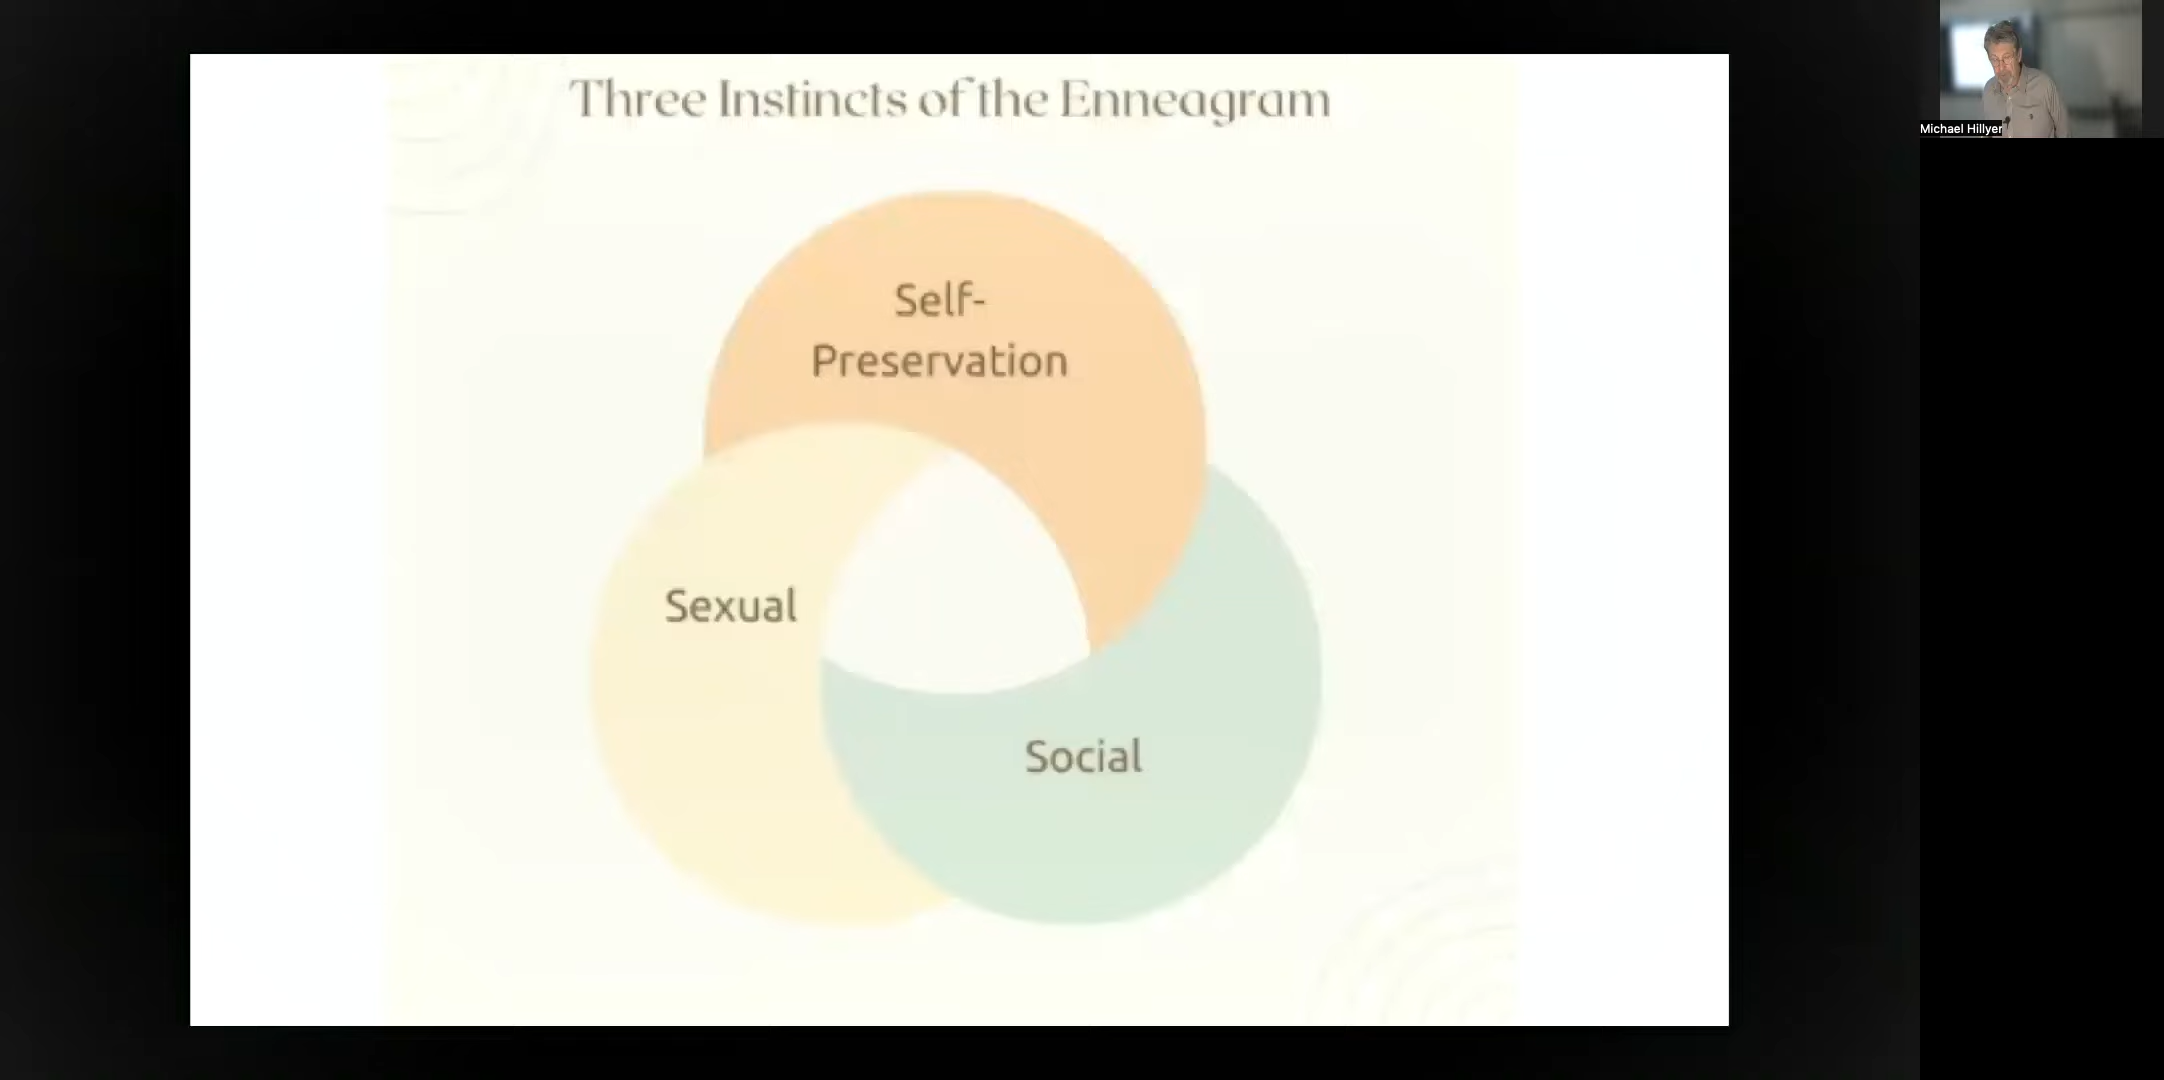 Three Instincts of the Enneagram
Michael Hillyer
Self-
Preservation
Sexual
Social